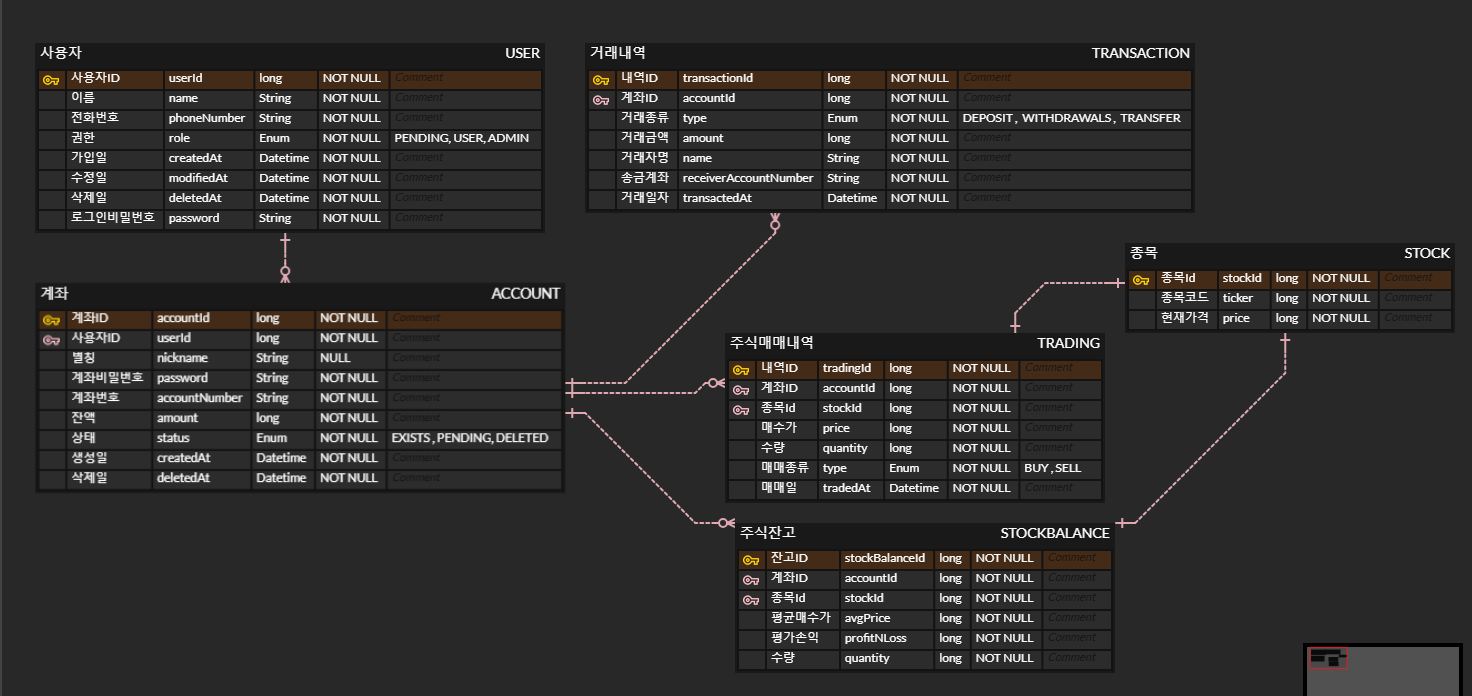 사용자 USER
사용자ID userId long NOT NULL Comment
이름 name String NOT NULL Comment
전화번호 phoneNumber String NOT NULL Comment
권한 role Enum NOT NULL PENDING, USER, ADMIN
가입일 createdAt Datetime NOT NULL Comment
수정일 modifiedAt Datetime NOT NULL Comment
삭제일 deletedAt Datetime NOT NULL Comment
로그인비밀번호 password String NOT NULL Comment
거래내역 TRANSACTION
내역ID transactionId long NOT NULL Comment
계좌ID accountId long NOT NULL Comment
거래종류 type Enum NOT NULL DEPOSIT , WITHDRAWALS , TRANSFER
거래금액 amount long NOT NULL Comment
거래자명 name String NOT NULL Comment
송금계좌 receiverAccountNumber String NOT NULL Comment
거래일자 transactedAt Datetime NOT NULL Comment
계좌 ACCOUNT
계좌ID accountId long NOT NULL Comment
사용자ID userId long NOT NULL Comment
별칭 nickname String NULL Comment
계좌비밀번호 password String NOT NULL Comment
계좌번호 accountNumber String NOT NULL Comment
잔액 amount long NOT NULL Comment
상태 status Enum NOT NULL EXISTS , PENDING, DELETED
생성일 createdAt Datetime NOT NULL Comment
삭제일 deletedAt Datetime NOT NULL Comment
종목 STOCK
종목Id stockId long NOT NULL Comment
종목코드 ticker long NOT NULL Comment
현재가격 price long NOT NULL Comment
주식매매내역 TRADING
내역ID tradingId long NOT NULL Comment
계좌ID accountId long NOT NULL Comment
종목Id stockId long NOT NULL Comment
매수가 price long NOT NULL Comment
수량 quantity long NOT NULL Comment
매매종류 type Enum NOT NULL BUY , SELL
매매일 tradedAt Datetime NOT NULL Comment
주식잔고 STOCKBALANCE
잔고ID stockBalanceId long NOT NULL Comment
계좌ID accountId long NOT NULL Comment
종목Id stockId long NOT NULL Comment
평균매수가 avgPrice long NOT NULL Comment
평가손익 profitNLoss long NOT NULL Comment
수량 quantity long NOT NULL Comment